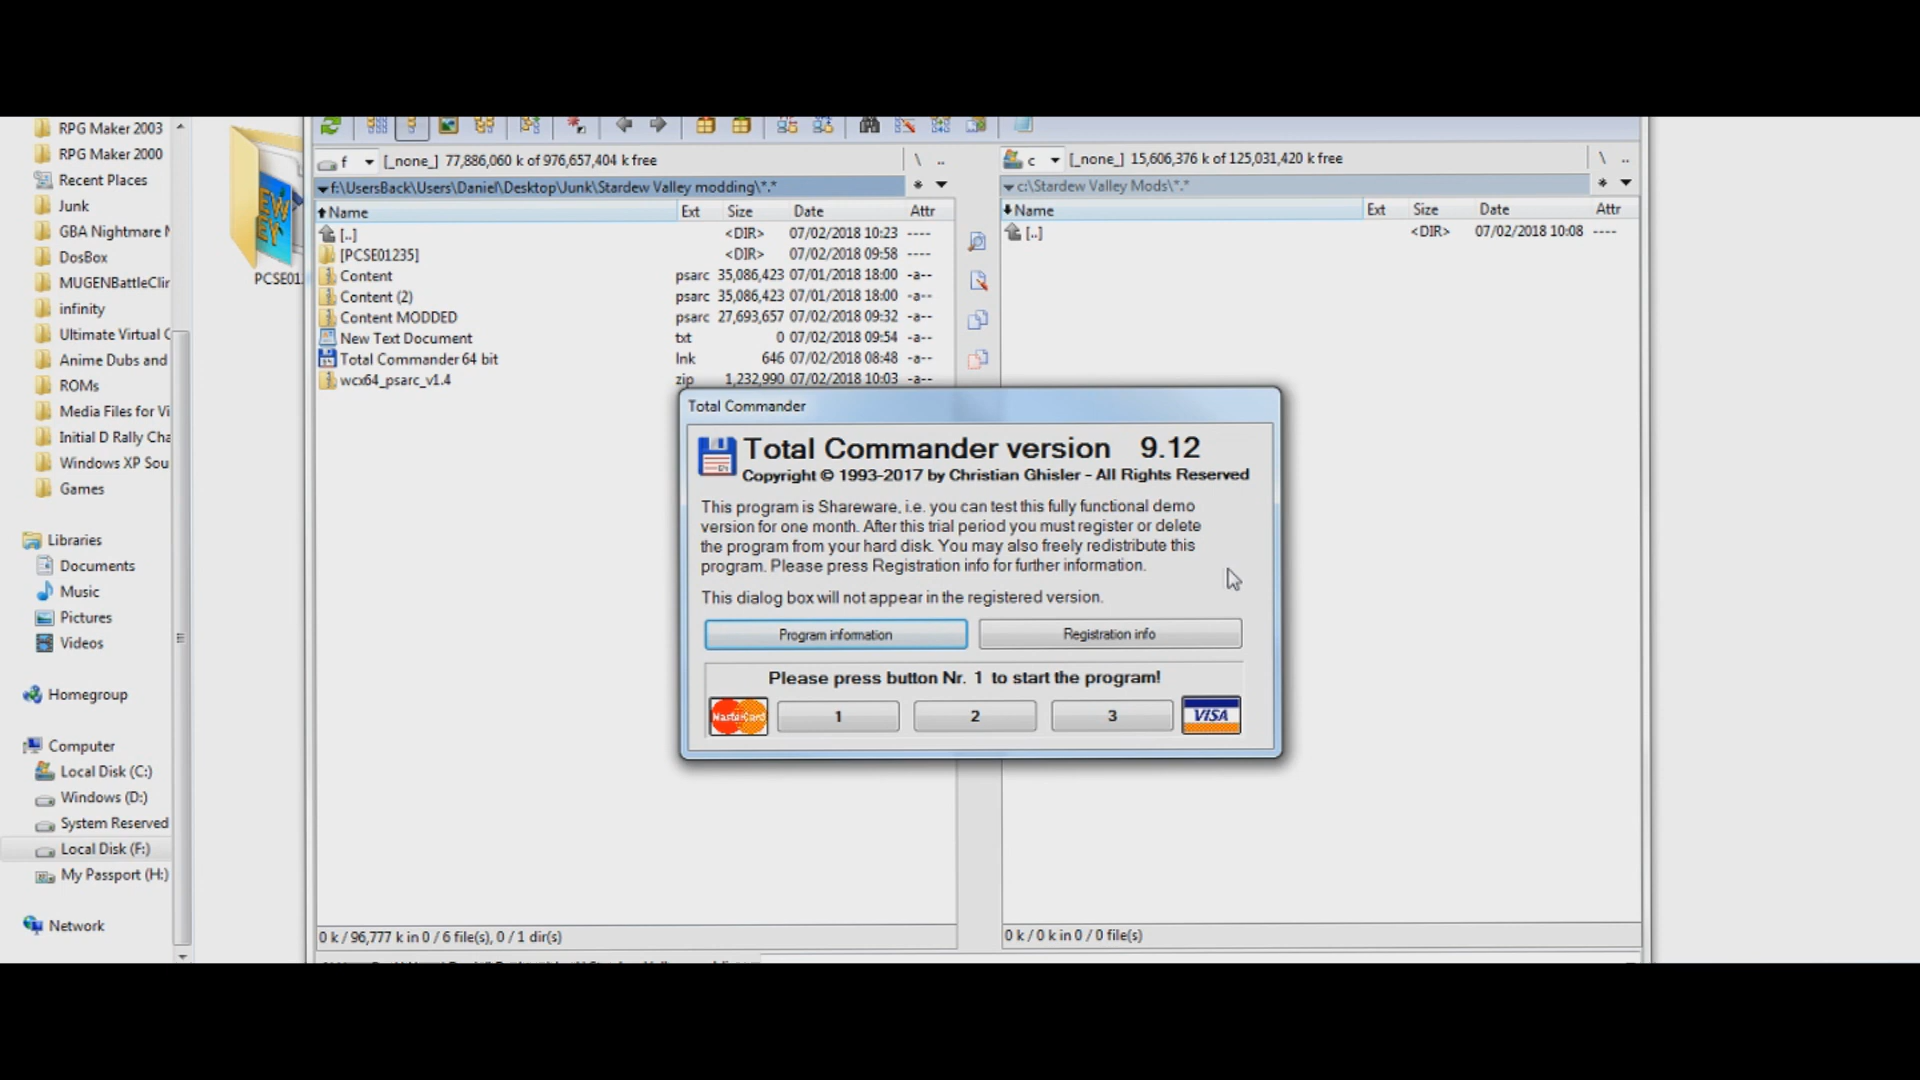 RPG Maker 2003
RPG Maker 2000
Recent Places
Junk
GBA Nightmare
DosBox
MUGENBattleClir
infinity
Ultimate Virtual C
Anime Dubs and
ROMs
Media Files for Vi
Initial D Rally Cha
Windows XP Sou
Games
Libraries
Documents
Music
Pictures
Videos
Homegroup
Computer
Local Disk (C:)
Windows (D:)
System Reserved
Local Disk (F:)
My Passport (H:)
Network
EW
EY
PCSE01
f [_none_] 77,886,060 k of 976,657,404 k free \ ..
f:\UsersBack\Users\Daniel\Desktop\Junk\Stardew Valley modding\*.* *
Name Ext Size Date Attr
[..] <DIR> 07/02/2018 10:23 ----
[PCSE01235] <DIR> 07/02/2018 09:58 ----
Content psarc 35,086,423 07/01/2018 18:00 -a--
Content (2) psarc 35,086,423 07/01/2018 18:00 -a--
Content MODDED psarc 27,693,657 07/02/2018 09:32 -a--
New Text Document txt 0 07/02/2018 09:54 -a--
Total Commander 64 bit lnk 646 07/02/2018 08:48 -a--
wcx64_psarc_v1.4 zip 1,232,990 07/02/2018 10:03 -a--
0 k / 96,777 k in 0 / 6 file(s), 0 / 1 dir(s)
c [_none_] 15,606,376 k of 125,031,420 k free \ ..
c:\Stardew Valley Mods\*.* *
Name Ext Size Date Attr
[..] <DIR> 07/02/2018 10:08 ----
0 k / 0 k in 0 / 0 file(s)
Total Commander
Total Commander version 9.12
Copyright © 1993-2017 by Christian Ghisler - All Rights Reserved
This program is Shareware, i.e. you can test this fully functional demo
version for one month. After this trial period you must register or delete
the program from your hard disk. You may also freely redistribute this
program. Please press Registration info for further information.
This dialog box will not appear in the registered version.
Program information Registration info
Please press button Nr. 1 to start the program!
MasterCard 1 2 3 VISA